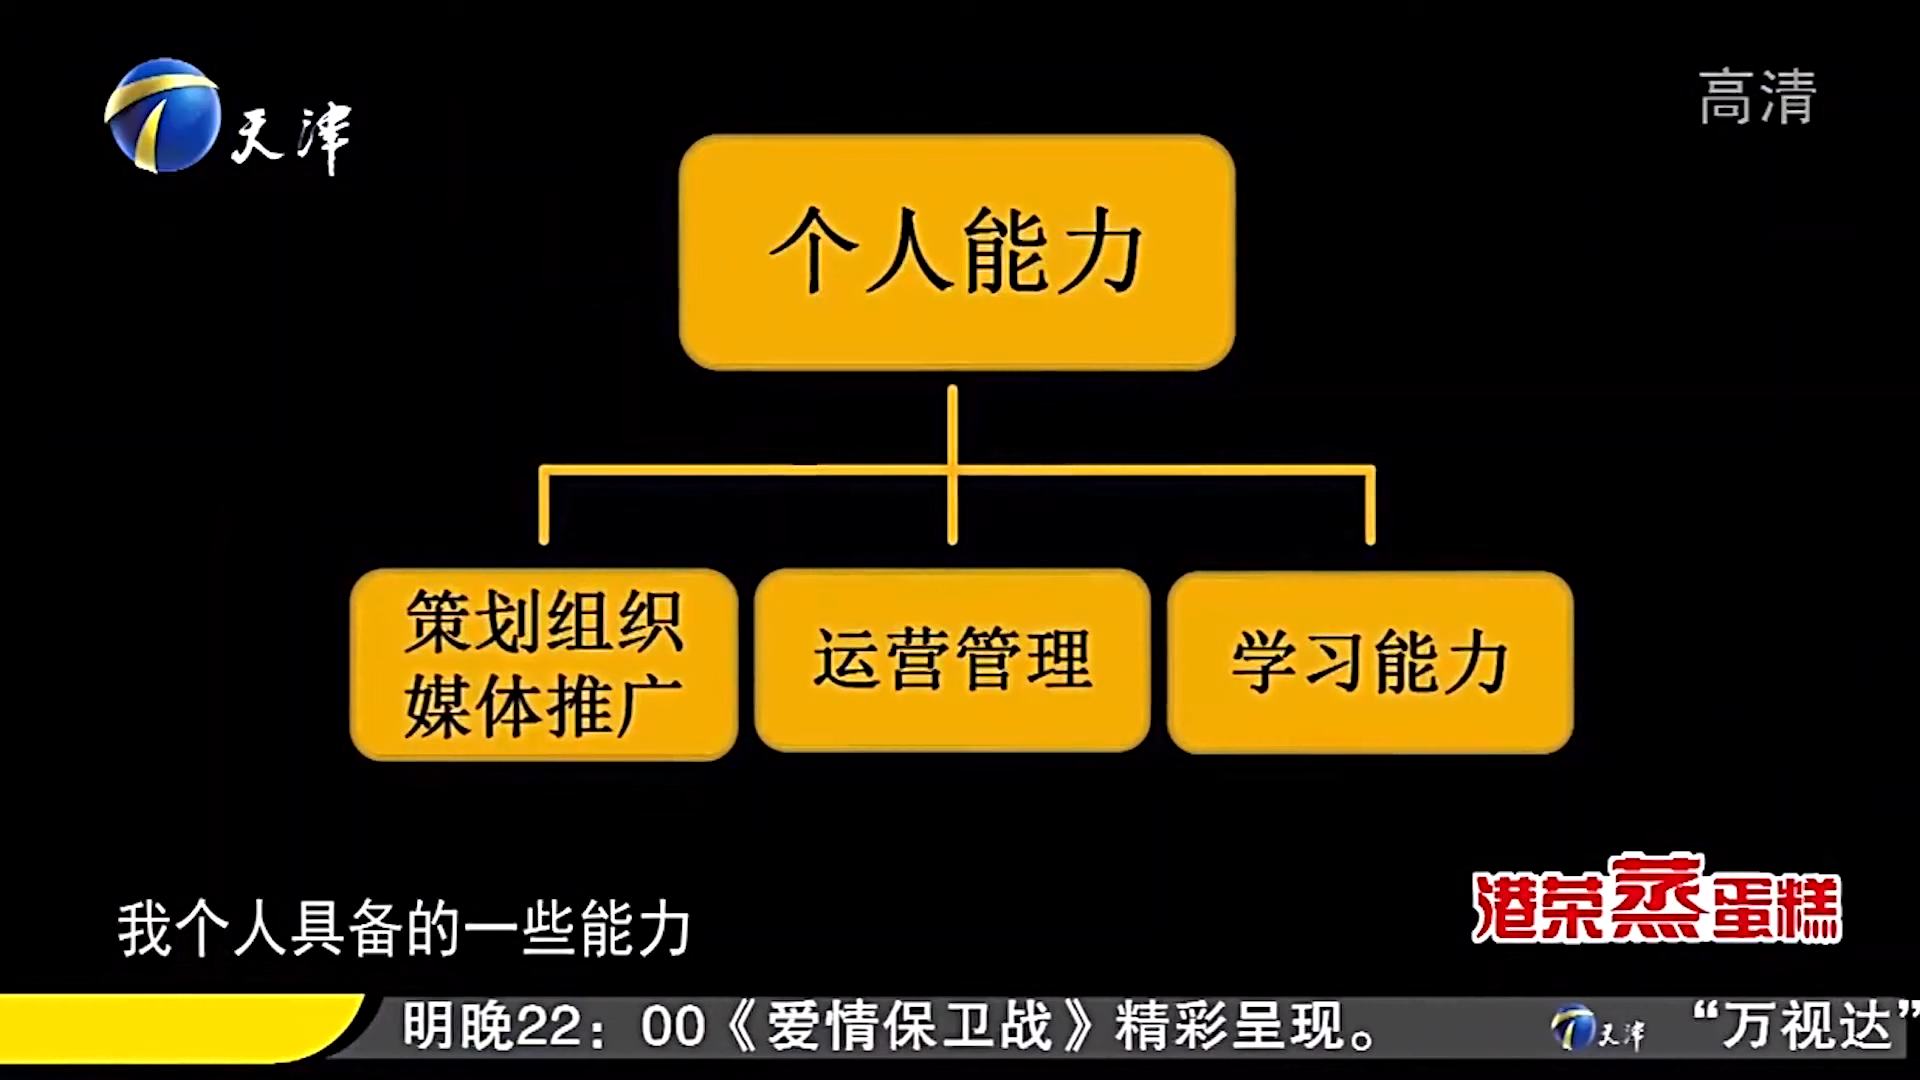 天津
高清
个人能力
策划组织
媒体推广
运营管理
学习能力
港荣蒸蛋糕
我个人具备的一些能力
明晚22：00《爱情保卫战》精彩呈现。 天津 “万视达”